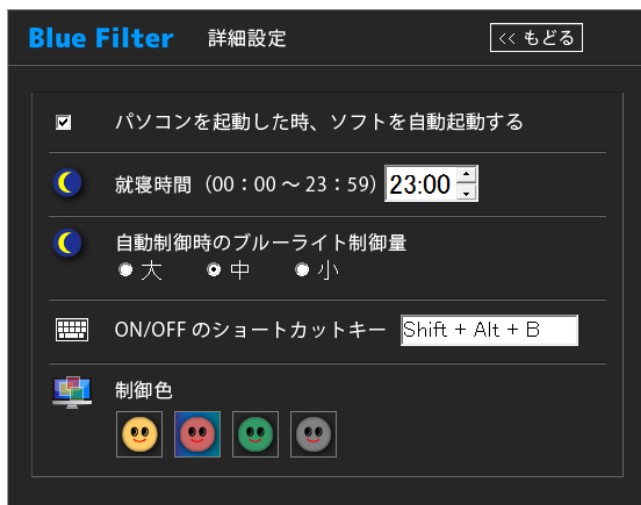 Blue Filter 詳細設定 << もどる
パソコンを起動した時、ソフトを自動起動する
就寝時間（00：00 ～ 23：59） 23:00
自動制御時のブルーライト制御量
大 中 小
ON/OFF のショートカットキー Shift + Alt + B
制御色